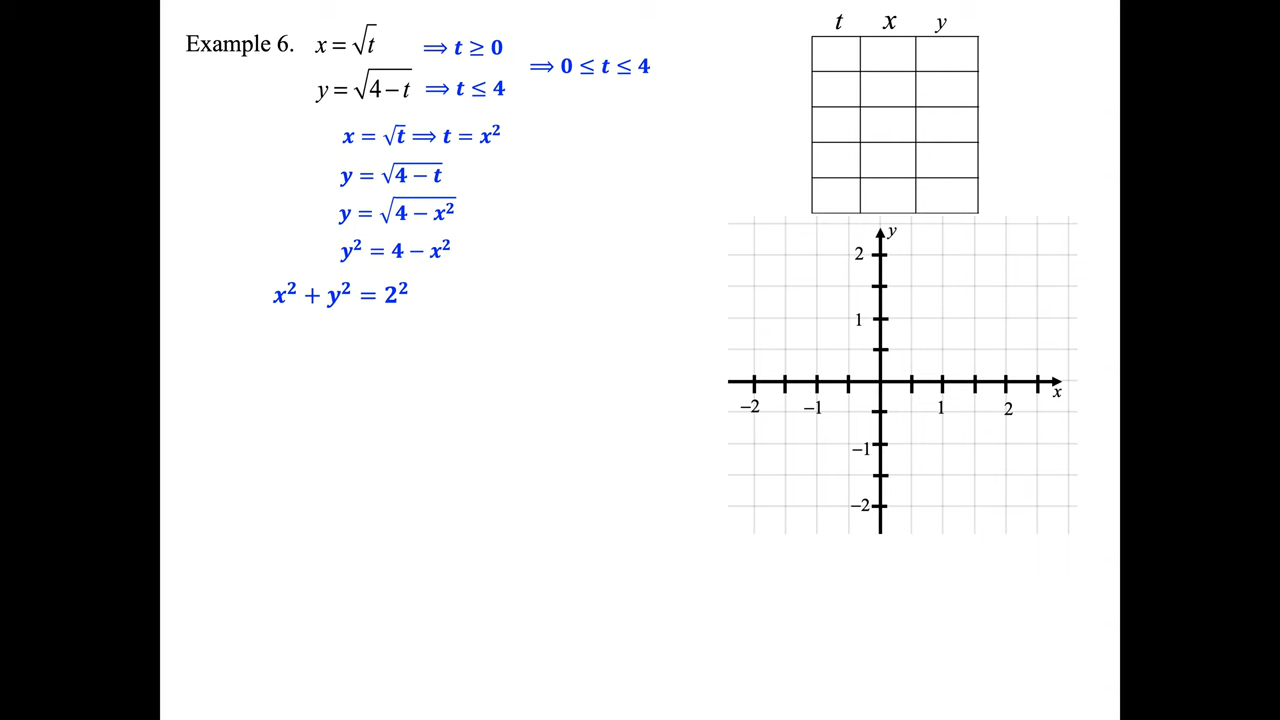 Example 6. x = √t ⟹ t ≥ 0
⟹ 0 ≤ t ≤ 4
y = √(4 − t) ⟹ t ≤ 4
x = √t ⟹ t = x²
y = √(4 − t)
y = √(4 − x²)
y² = 4 − x²
x² + y² = 2²
t x y
y
2
1
−2 −1 1 2 x
−1
−2